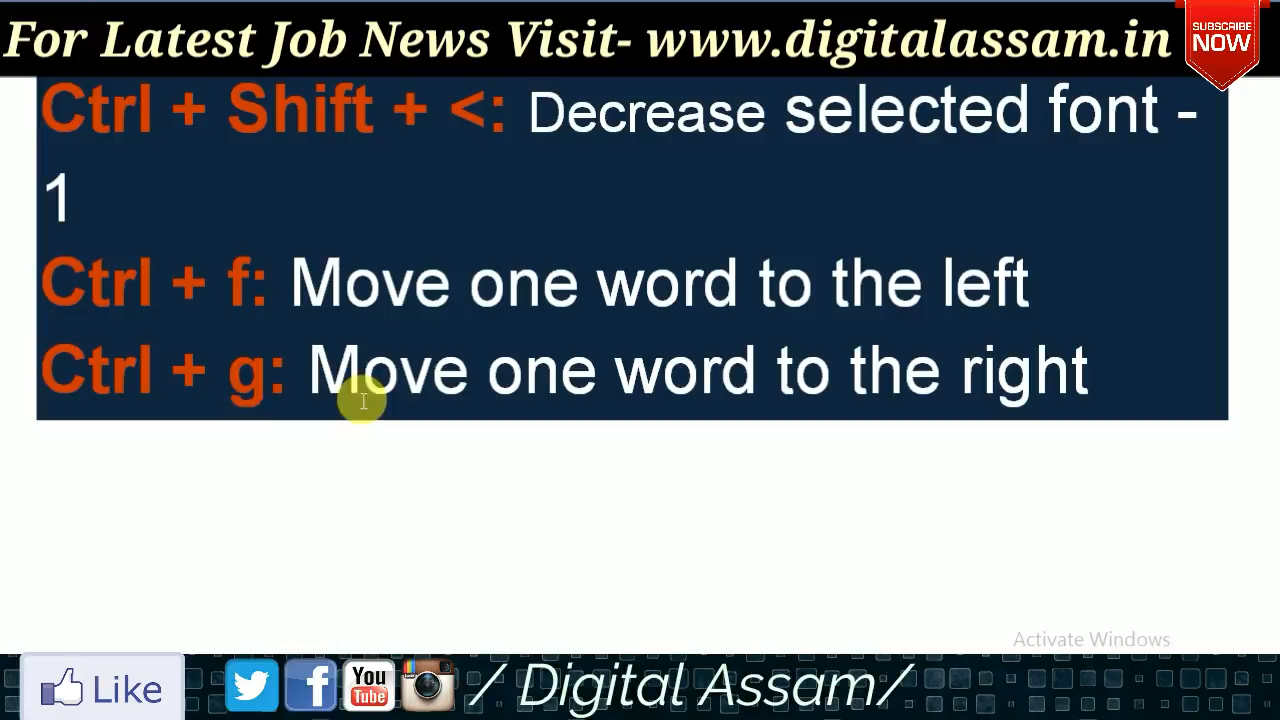 For Latest Job News Visit- www.digitalassam.in
SUBSCRIBE
NOW
Ctrl + Shift + <: Decrease selected font -
1
Ctrl + f: Move one word to the left
Ctrl + g: Move one word to the right
Activate Windows
Like
You
Tube
/ Digital Assam/